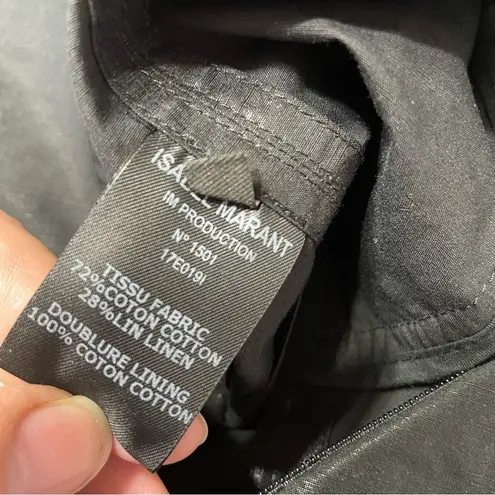 ISABEL MARANT
IM PRODUCTION
N° 1501
17E019I
TISSU FABRIC
72%COTON COTTON
28%LIN LINEN
DOUBLURE LINING
100% COTON COTTON